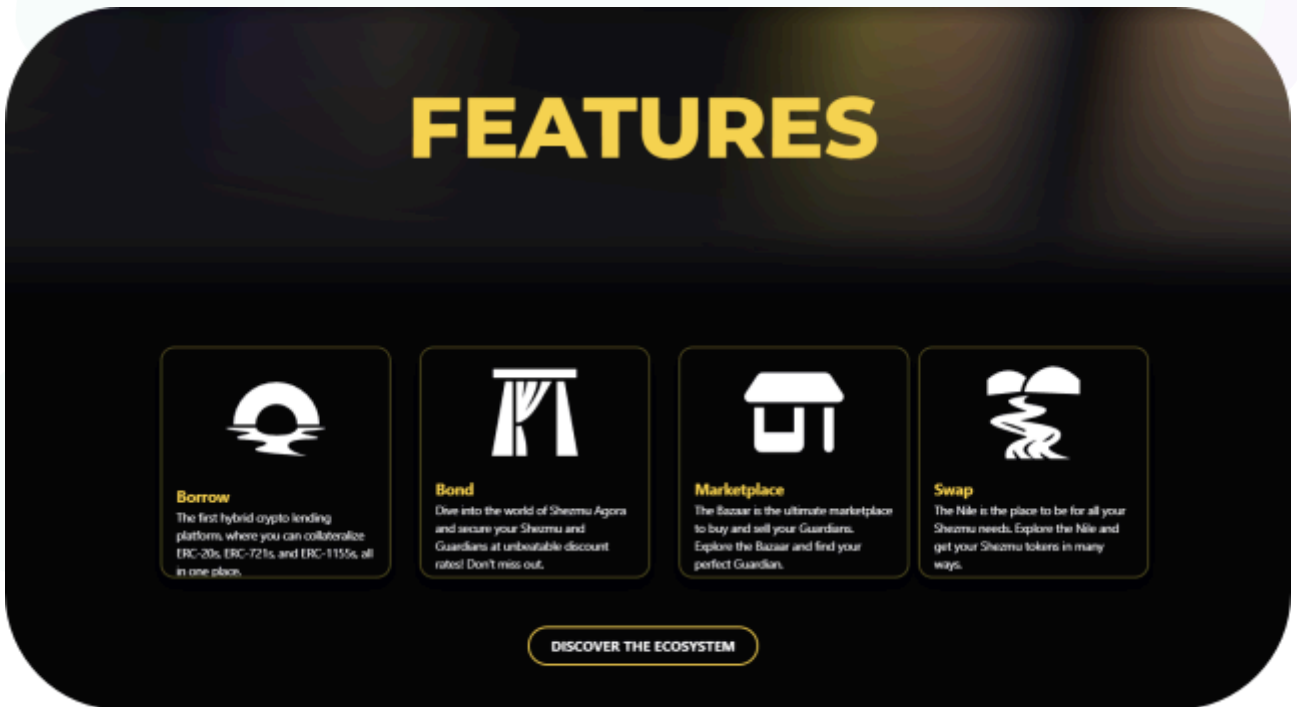 FEATURES
Borrow
The first hybrid crypto lending
platform, where you can collateralize
ERC-20s, ERC-721s, and ERC-1155s, all
in one place.
Bond
Dive into the world of Shezmu Agora
and secure your Shezmu and
Guardians at unbeatable discount
rates! Don't miss out.
Marketplace
The Bazaar is the ultimate marketplace
to buy and sell your Guardians.
Explore the Bazaar and find your
perfect Guardian.
Swap
The Nile is the place to be for all your
Shezmu needs. Explore the Nile and
get your Shezmu tokens in many
ways.
DISCOVER THE ECOSYSTEM